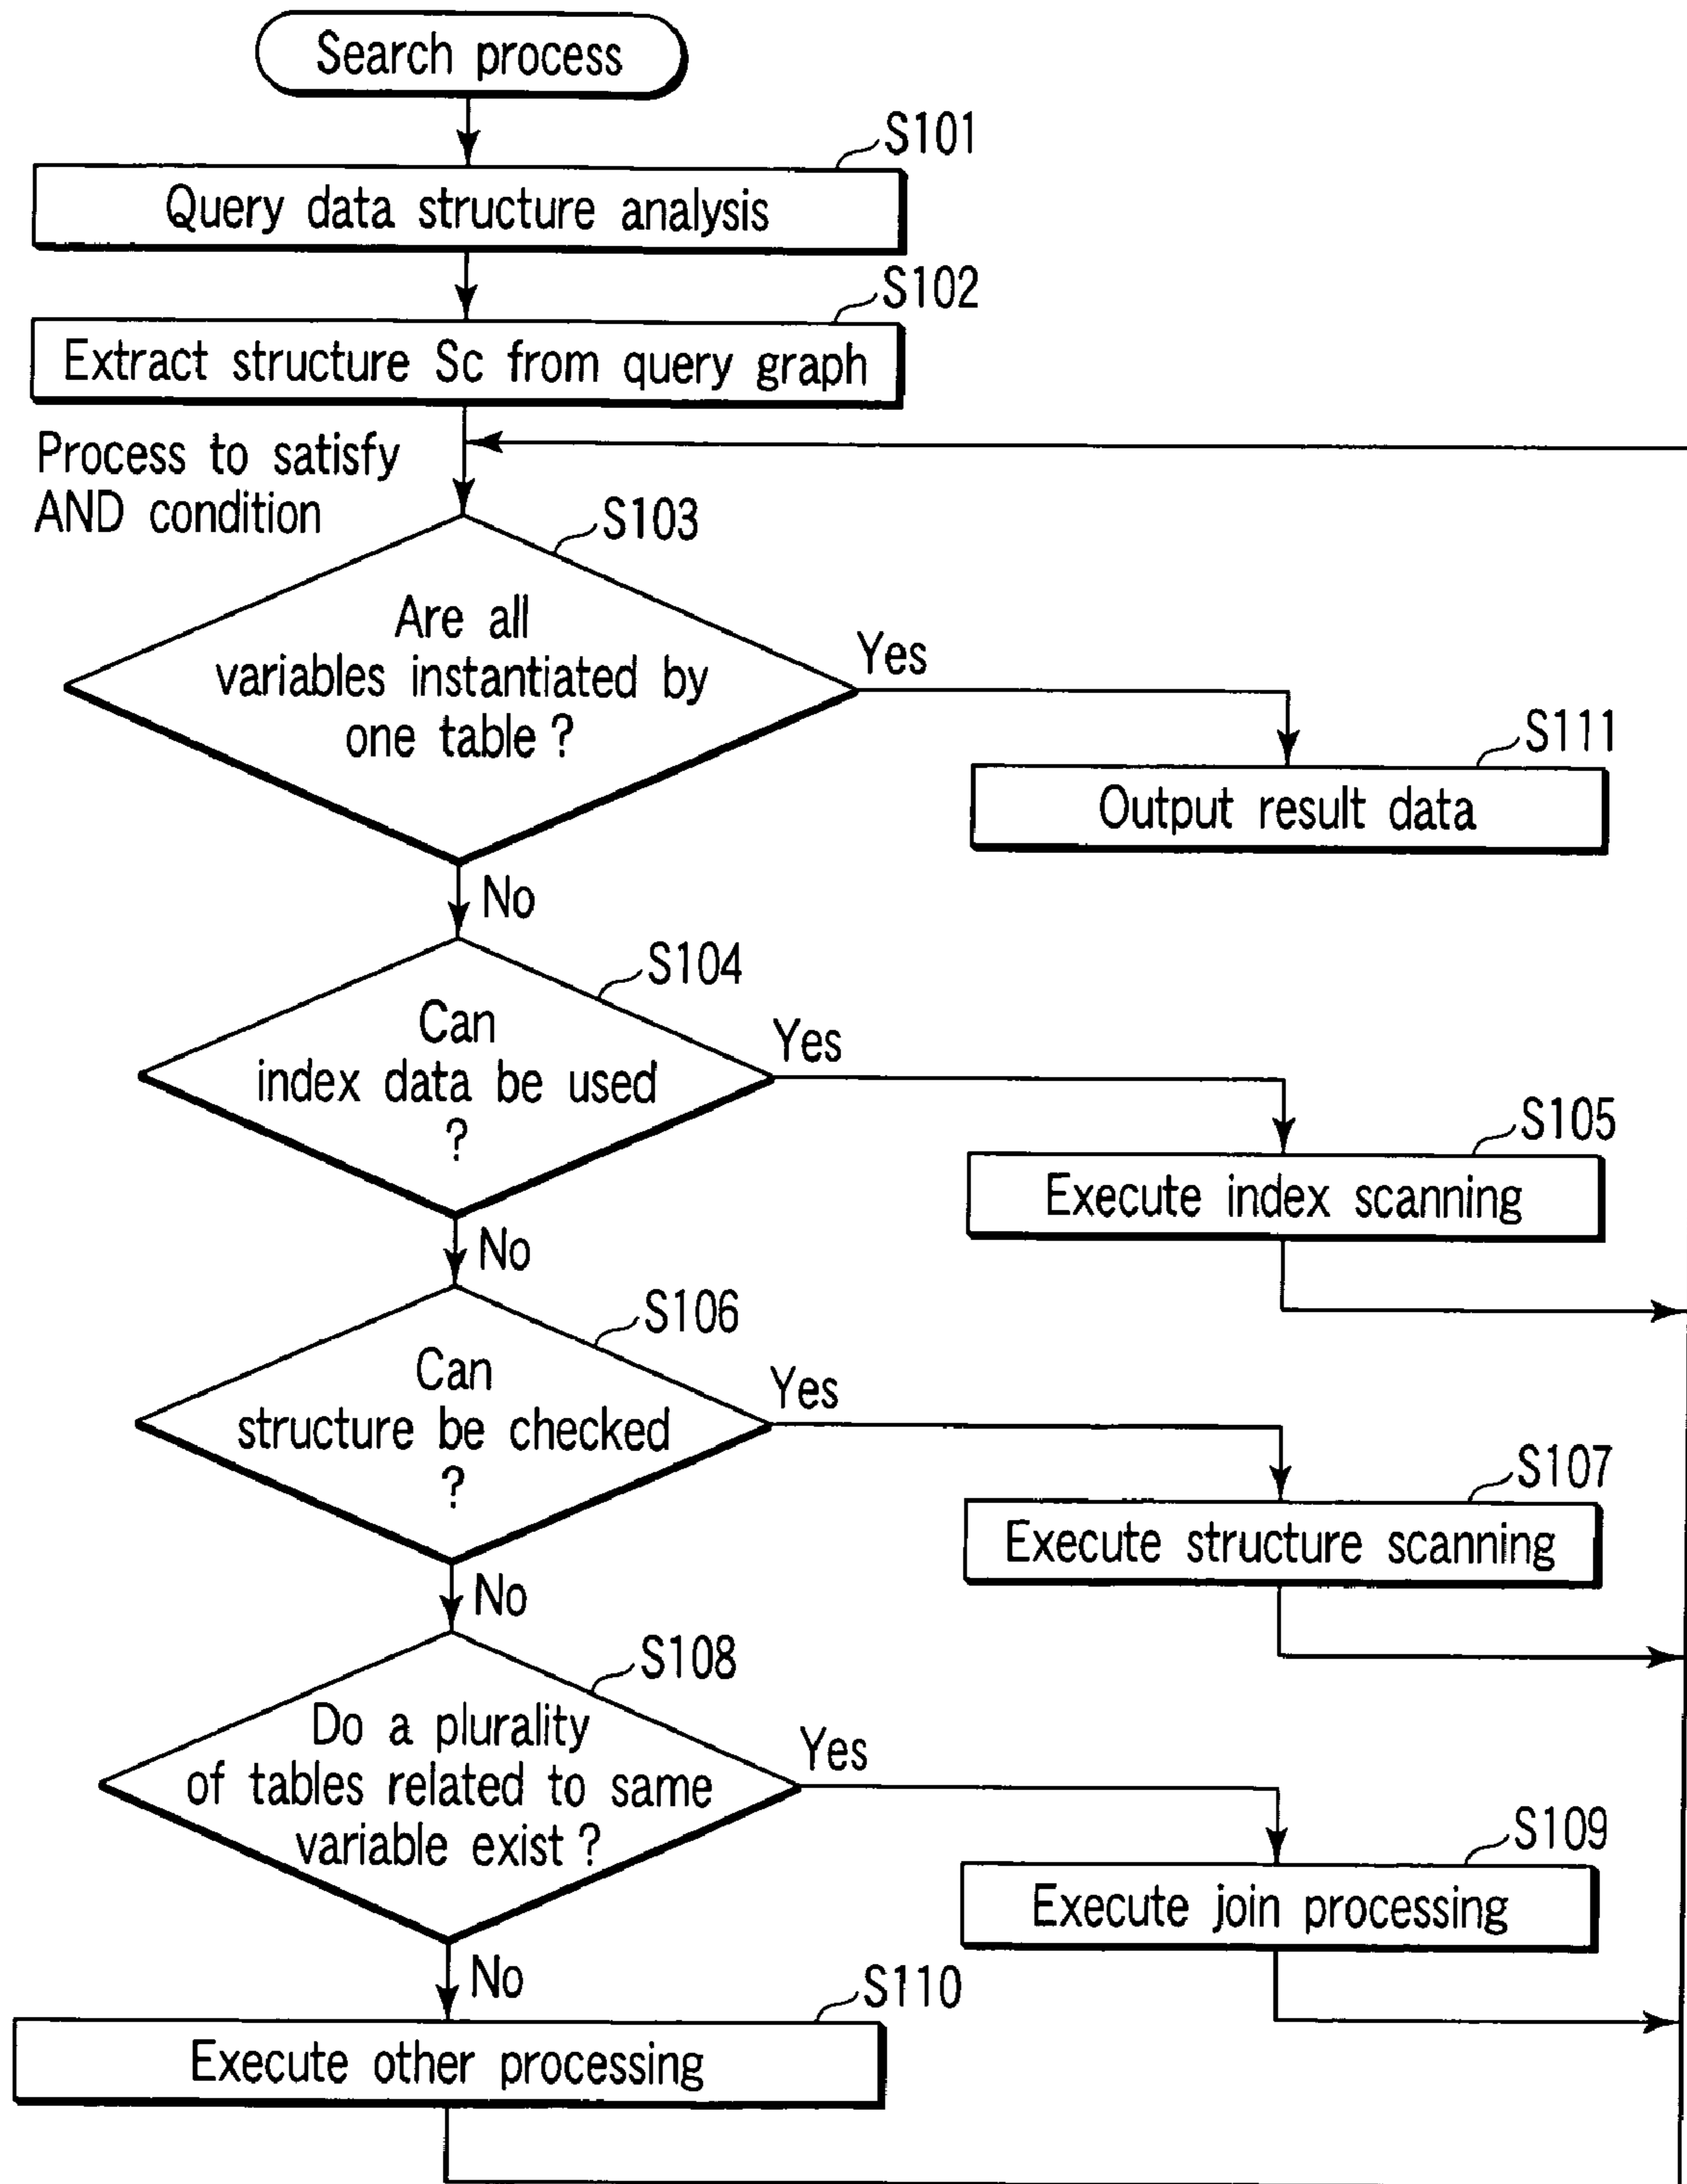 Search process
S101
Query data structure analysis
S102
Extract structure Sc from query graph
Process to satisfy
AND condition
S103
Are all
variables instantiated by
one table ?
Yes
S111
Output result data
No
S104
Can
index data be used
?
Yes
S105
Execute index scanning
No
S106
Can
structure be checked
?
Yes
S107
Execute structure scanning
No
S108
Do a plurality
of tables related to same
variable exist ?
Yes
S109
Execute join processing
No
S110
Execute other processing